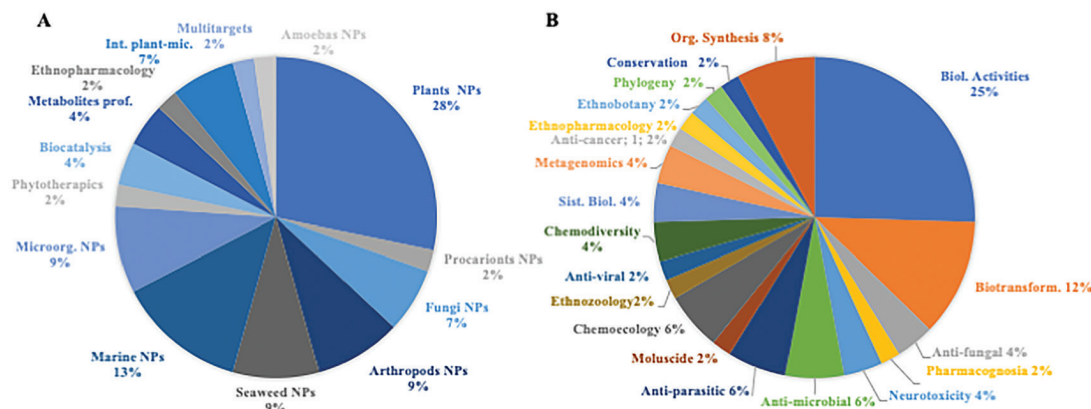 A
Multitargets
2%
Amoebas NPs
2%
Int. plant-mic.
7%
Ethnopharmacology
2%
Metabolites prof.
4%
Biocatalysis
4%
Phytotherapics
2%
Microorg. NPs
9%
Marine NPs
13%
Seaweed NPs
9%
Arthropods NPs
9%
Fungi NPs
7%
Procarionts NPs
2%
Plants NPs
28%
B
Org. Synthesis 8%
Conservation 2%
Phylogeny 2%
Ethnobotany 2%
Ethnopharmacology 2%
Anti-cancer; 1; 2%
Metagenomics 4%
Sist. Biol. 4%
Chemodiversity
4%
Anti-viral 2%
Ethnozoology2%
Chemoecology 6%
Moluscide 2%
Anti-parasitic 6%
Anti-microbial 6%
Neurotoxicity 4%
Pharmacognosia 2%
Anti-fungal 4%
Biotransform. 12%
Biol. Activities
25%